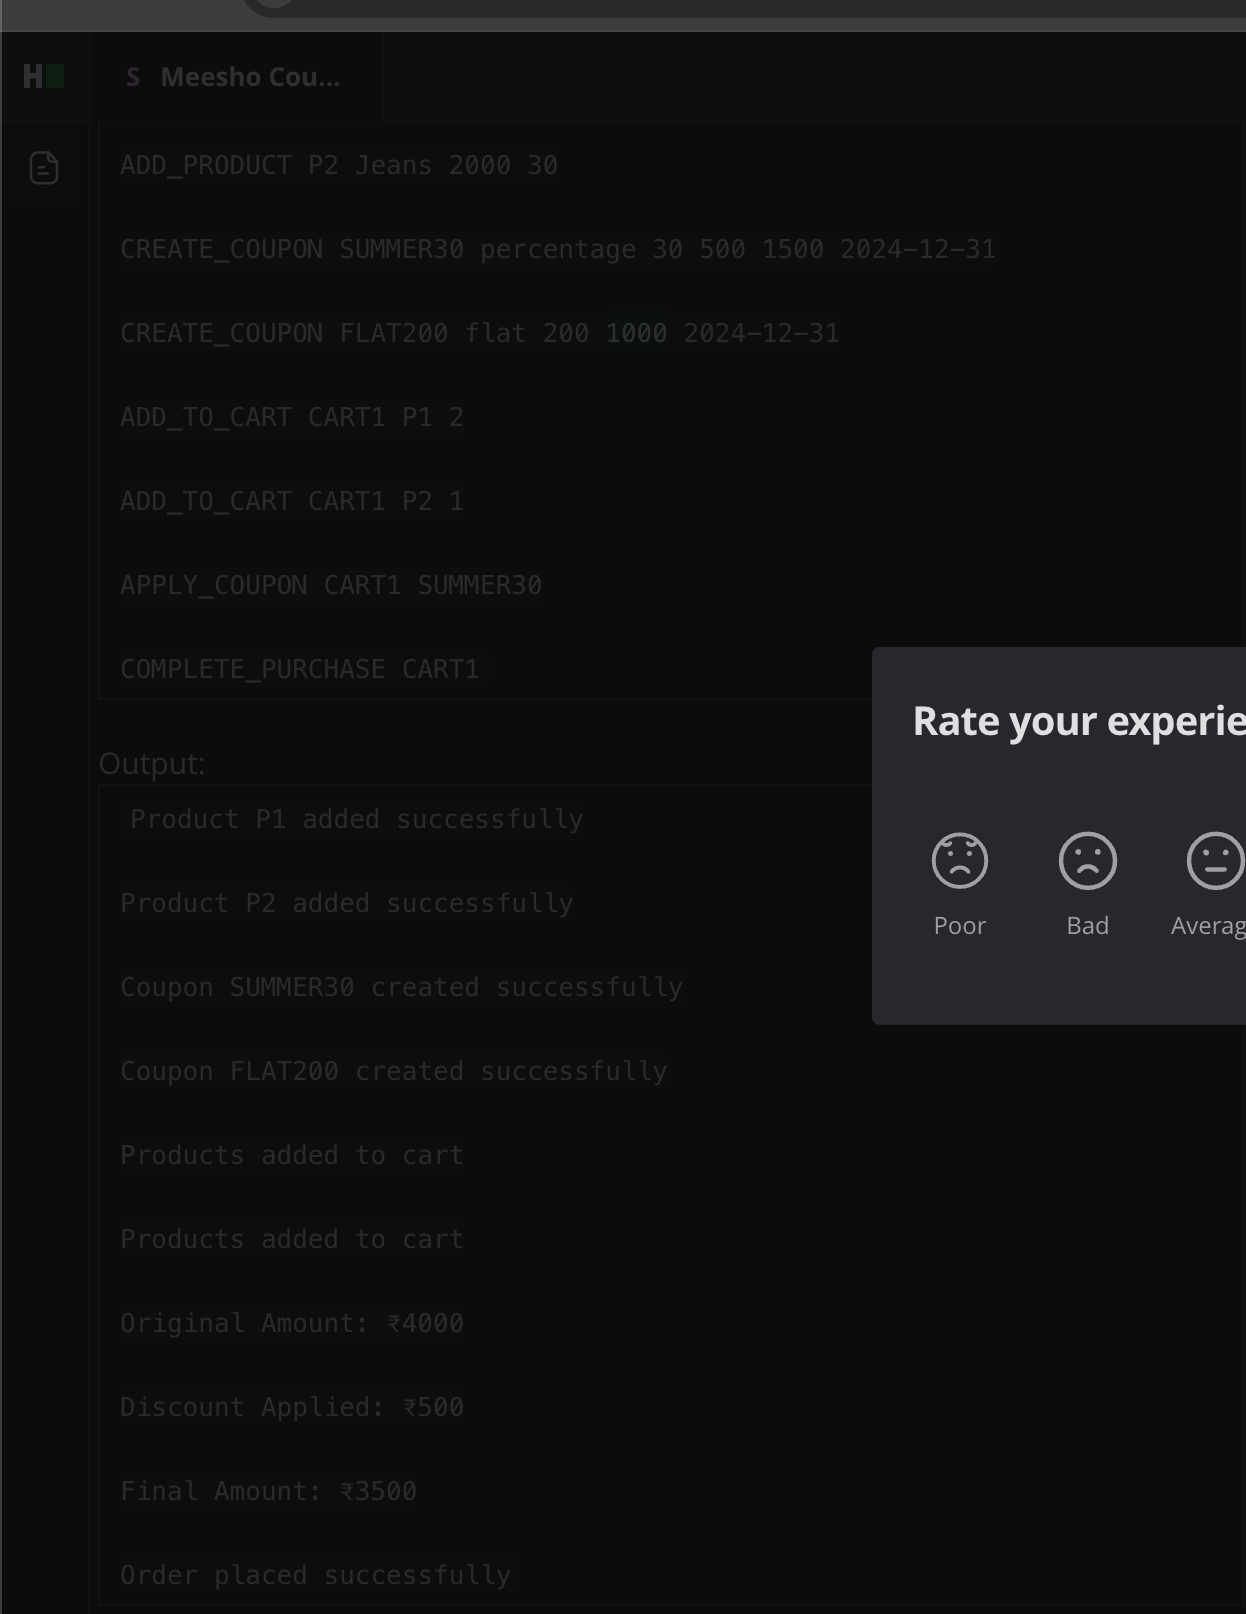 H
S Meesho Cou...
ADD_PRODUCT P2 Jeans 2000 30
CREATE_COUPON SUMMER30 percentage 30 500 1500 2024-12-31
CREATE_COUPON FLAT200 flat 200 1000 2024-12-31
ADD_TO_CART CART1 P1 2
ADD_TO_CART CART1 P2 1
APPLY_COUPON CART1 SUMMER30
COMPLETE_PURCHASE CART1
Rate your experie
Poor Bad Averag
Output:
Product P1 added successfully
Product P2 added successfully
Coupon SUMMER30 created successfully
Coupon FLAT200 created successfully
Products added to cart
Products added to cart
Original Amount: ₹4000
Discount Applied: ₹500
Final Amount: ₹3500
Order placed successfully